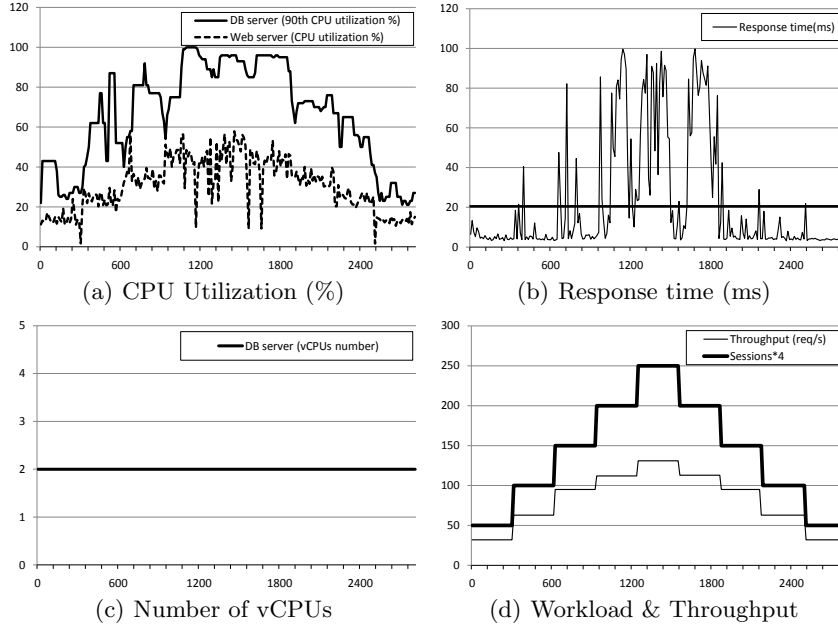 120
100
80
60
40
20
0
DB server (90th CPU utilization %)
Web server (CPU utilization %)
0 600 1200 1800 2400
(a) CPU Utilization (%)
120
100
80
60
40
20
0
Response time(ms)
0 600 1200 1800 2400
(b) Response time (ms)
5
4
3
2
1
0
DB server (vCPUs number)
0 600 1200 1800 2400
(c) Number of vCPUs
300
250
200
150
100
50
0
Throughput (req/s)
Sessions*4
0 600 1200 1800 2400
(d) Workload & Throughput